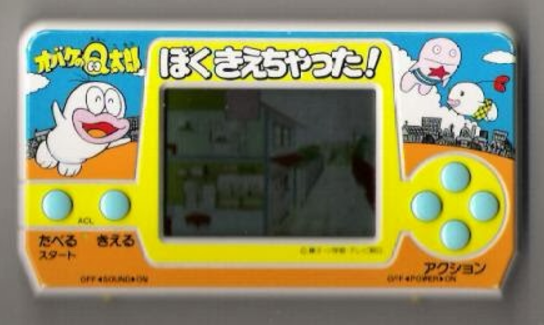 オバケのQ太郎
ぼくきえちゃった!
ACL
たべる きえる
スタート
アクション
OFF◀SOUND▶ON
OFF◀POWER▶ON